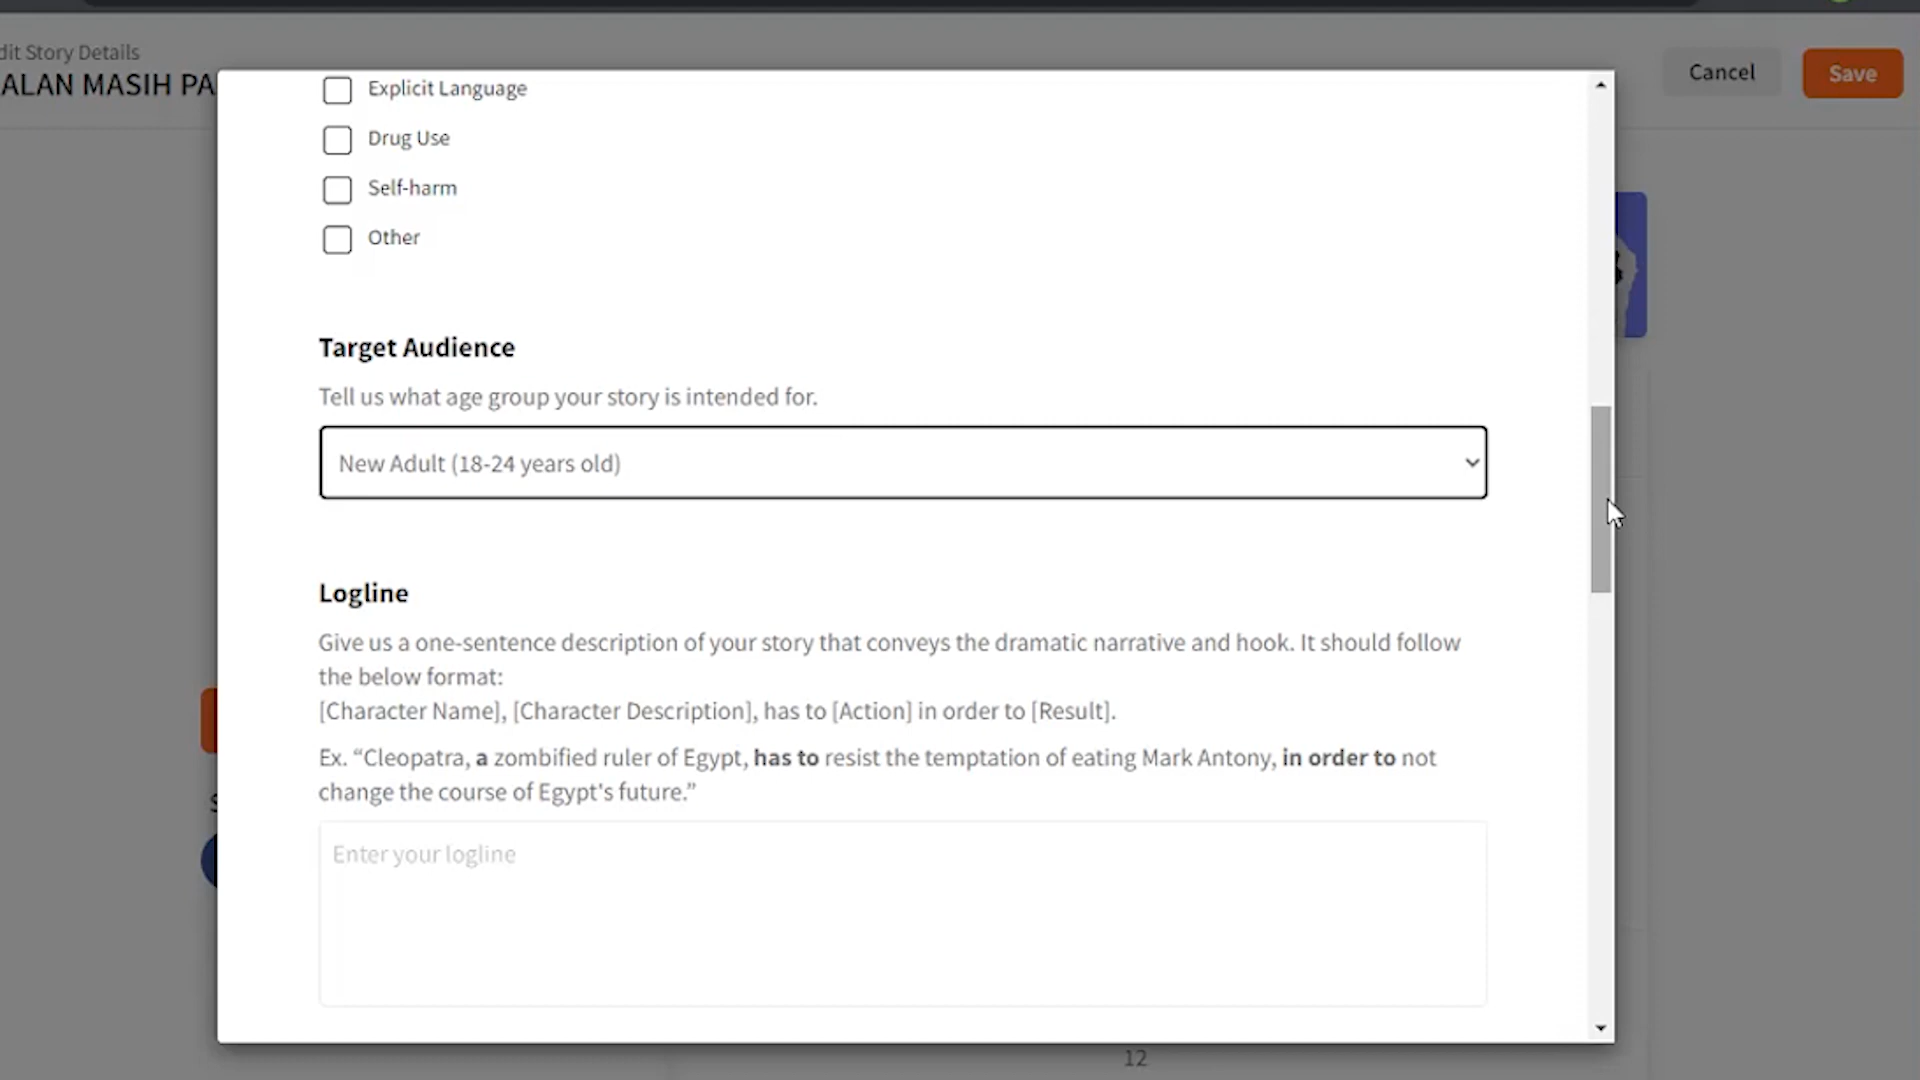 dit Story Details
ALAN MASIH PA
Cancel
Save
Explicit Language
Drug Use
Self-harm
Other
Target Audience
Tell us what age group your story is intended for.
New Adult (18-24 years old)
Logline
Give us a one-sentence description of your story that conveys the dramatic narrative and hook. It should follow
the below format:
[Character Name], [Character Description], has to [Action] in order to [Result].
Ex. “Cleopatra, a zombified ruler of Egypt, has to resist the temptation of eating Mark Antony, in order to not
change the course of Egypt's future.”
Enter your logline
12